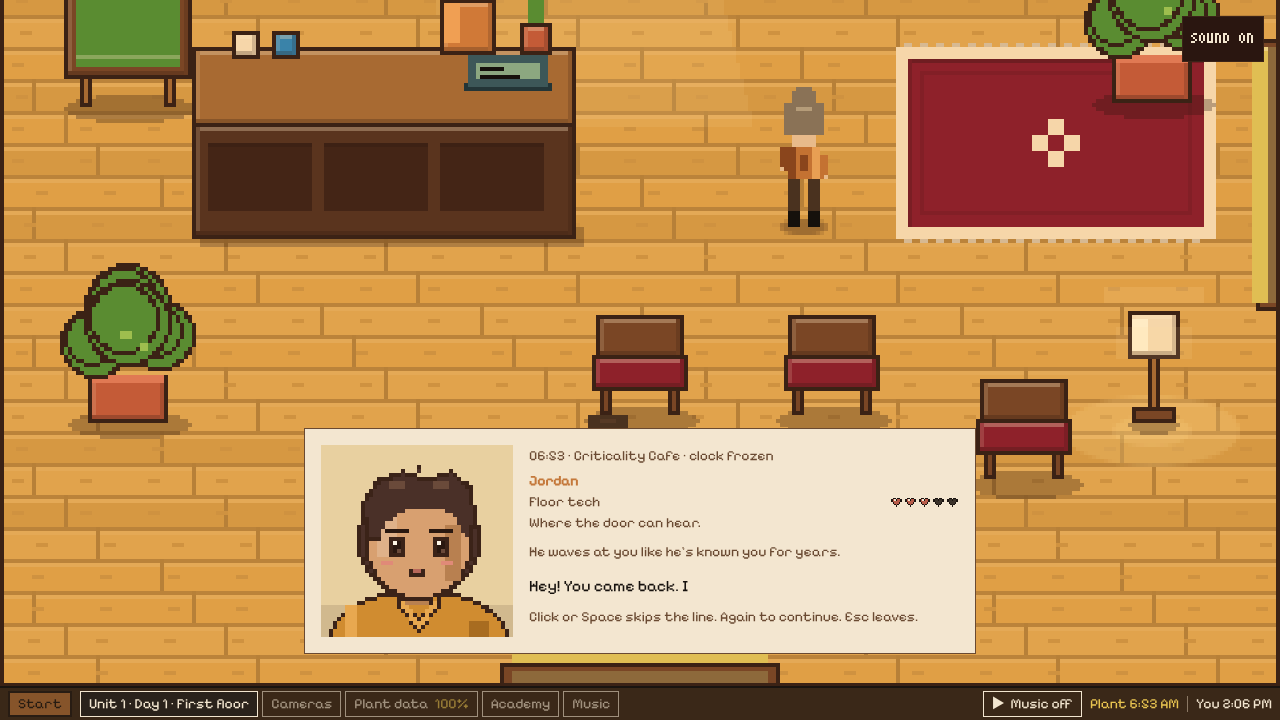 SOUND ON
06:53 · Criticality Cafe · clock frozen
Jordan
Floor tech
Where the door can hear.
He waves at you like he's known you for years.
Hey! You came back. I
Click or Space skips the line. Again to continue. Esc leaves.
Start
Unit 1 · Day 1 · First floor
Cameras
Plant data 100%
Academy
Music
Music off
Plant 6:53 AM
You 2:06 PM